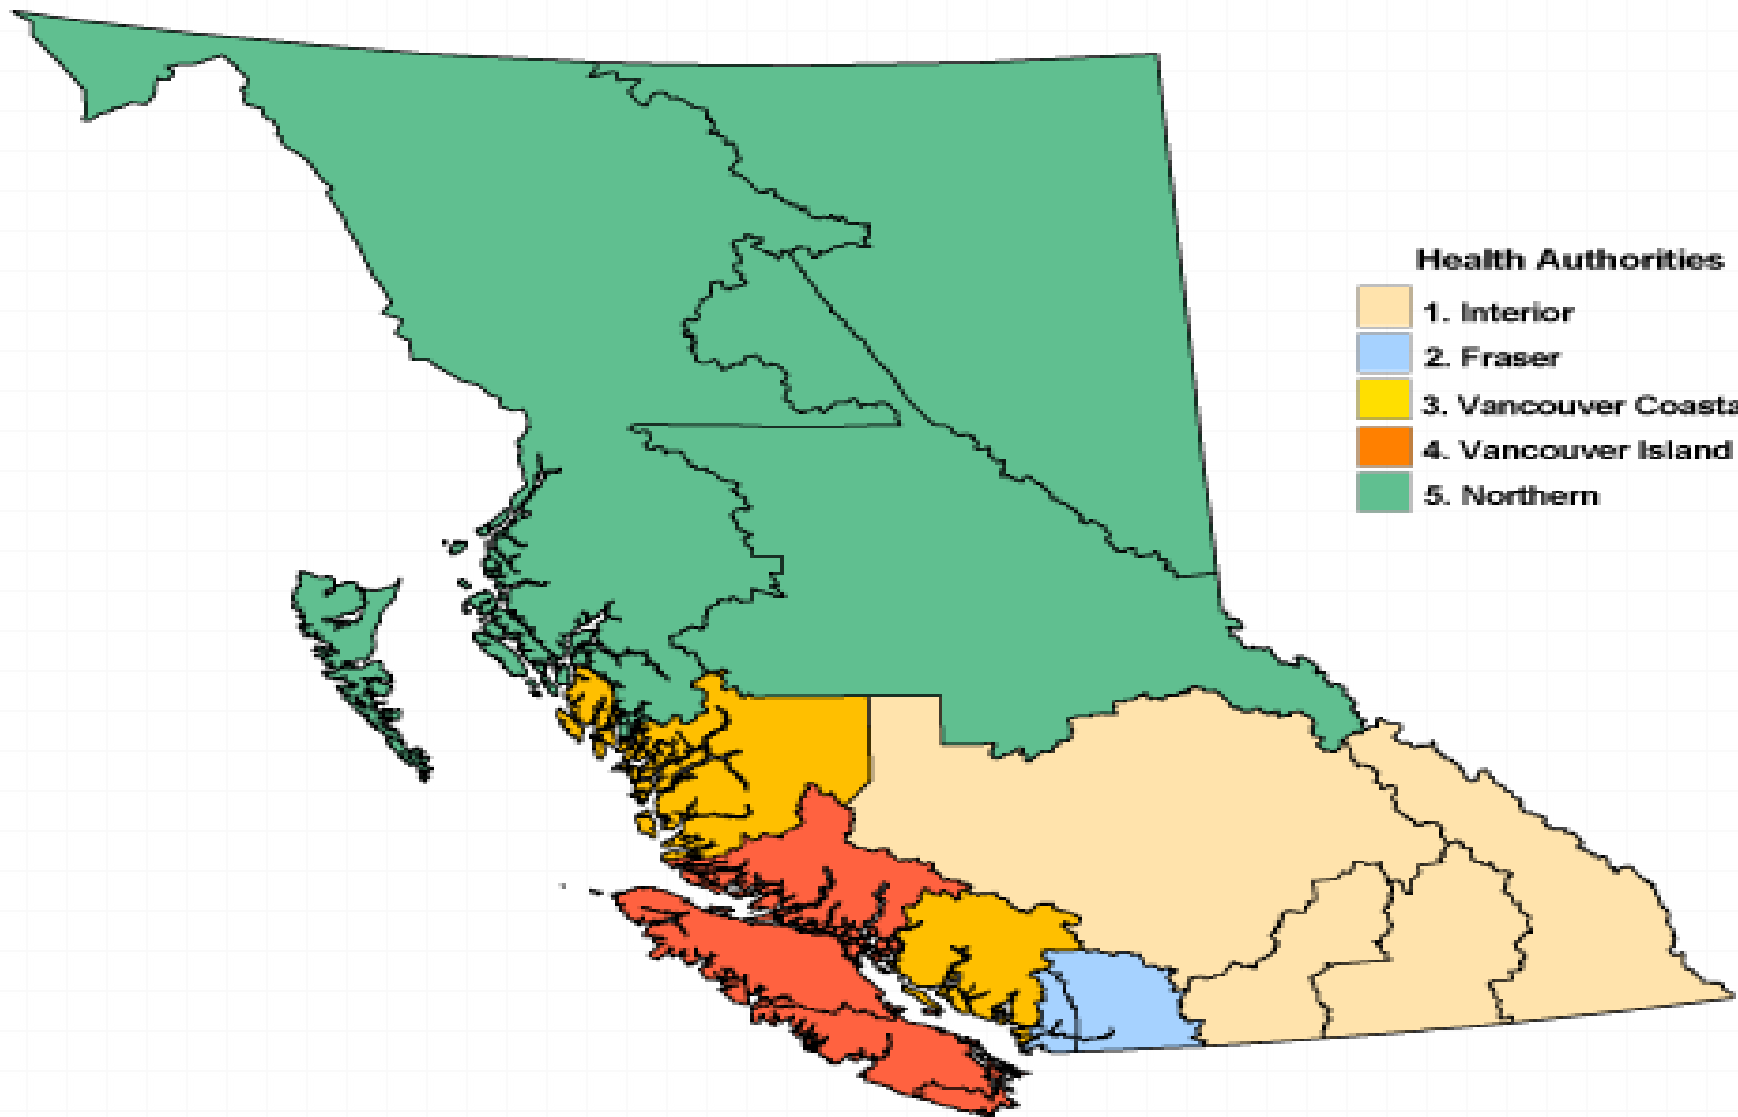 Health Authorities
1. Interior
2. Fraser
3. Vancouver Coasta
4. Vancouver Island
5. Northern